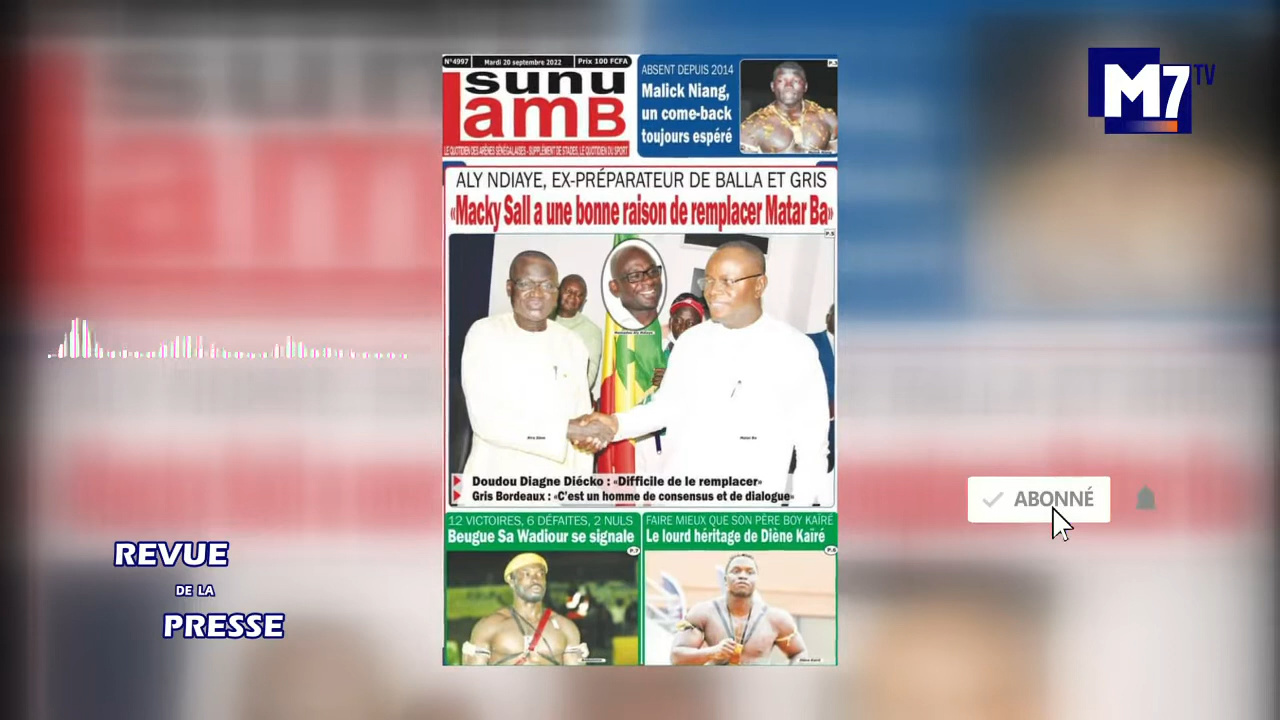 N°4997
Mardi 20 septembre 2022
Prix 100 FCFA
sunu
Lamb
LE QUOTIDIEN DES ARÈNES SÉNÉGALAISES - SUPPLÉMENT DE STADES, LE QUOTIDIEN DU SPORT
ABSENT DEPUIS 2014
Malick Niang,
un come-back
toujours espéré
ALY NDIAYE, EX-PRÉPARATEUR DE BALLA ET GRIS
«Macky Sall a une bonne raison de remplacer Matar Ba»
P.5
Matar Ba
Doudou Diagne Diécko : «Difficile de le remplacer»
Gris Bordeaux : «C'est un homme de consensus et de dialogue»
12 VICTOIRES, 6 DÉFAITES, 2 NULS
Beugue Sa Wadiour se signale
P.7
FAIRE MIEUX QUE SON PÈRE BOY KAÏRÉ
Le lourd héritage de Diène Kaïré
P.6
M7 TV
ABONNÉ
REVUE
DE LA
PRESSE